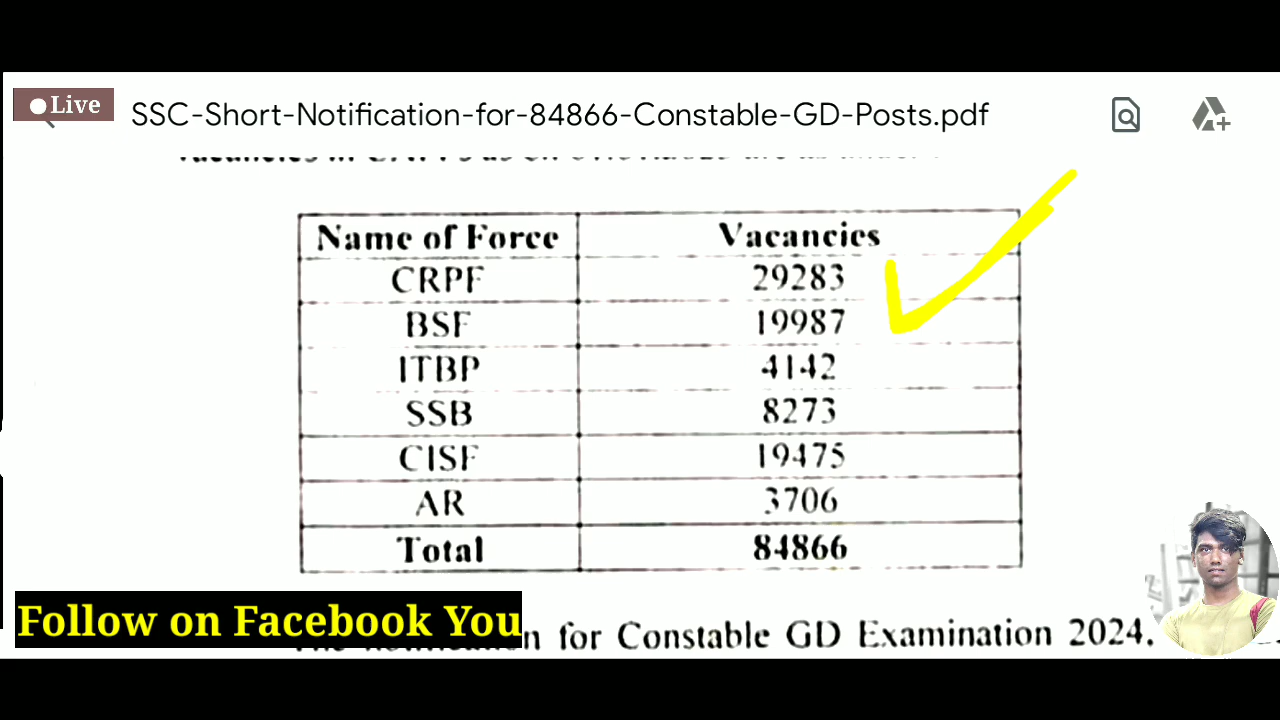 Live
SSC-Short-Notification-for-84866-Constable-GD-Posts.pdf
Name of Force Vacancies
CRPF 29283
BSF 19987
ITBP 4142
SSB 8273
CISF 19475
AR 3706
Total 84866
Follow on Facebook You
for Constable GD Examination 2024,